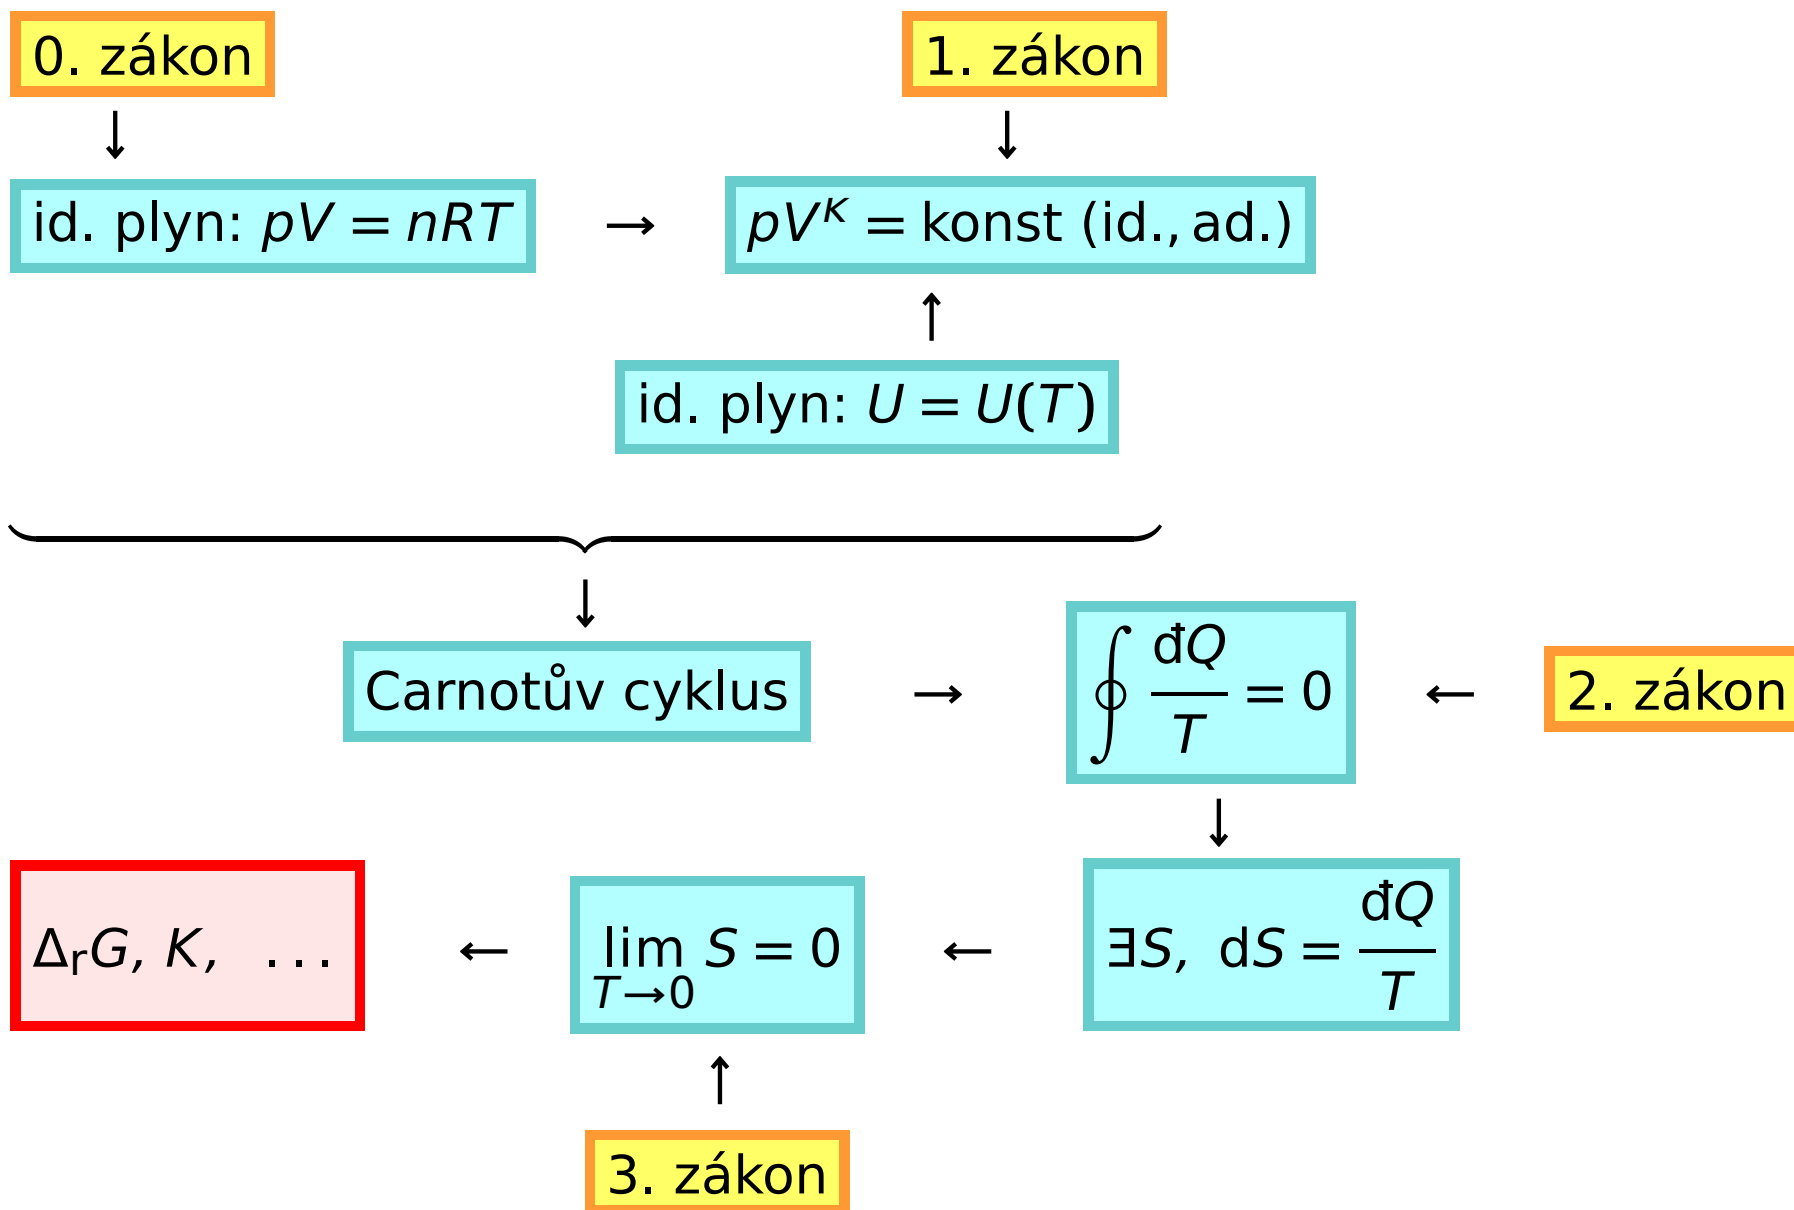 0. zákon
1. zákon
↓
↓
id. plyn: pV = nRT
→
pV^κ = konst (id., ad.)
↑
id. plyn: U = U(T)
↓
Carnotův cyklus
→
∮ đQ/T = 0
←
2. zákon
↓
Δ_rG, K, ...
←
lim_{T→0} S = 0
←
∃S, dS = đQ/T
↑
3. zákon